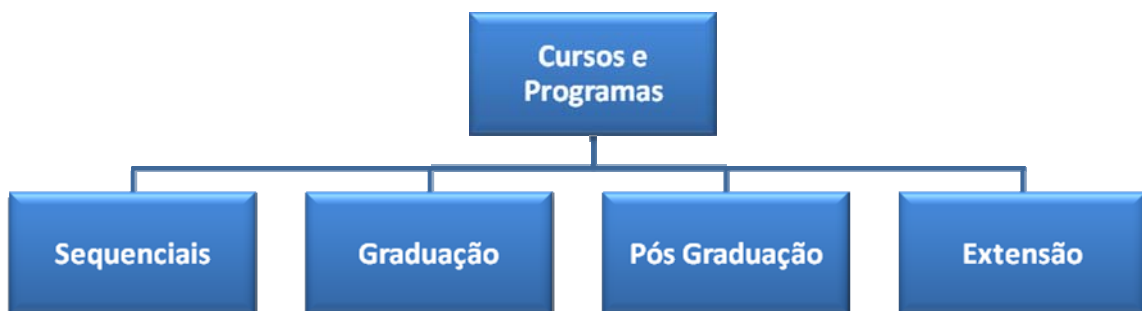 Cursos e
Programas
Sequenciais
Graduação
Pós Graduação
Extensão